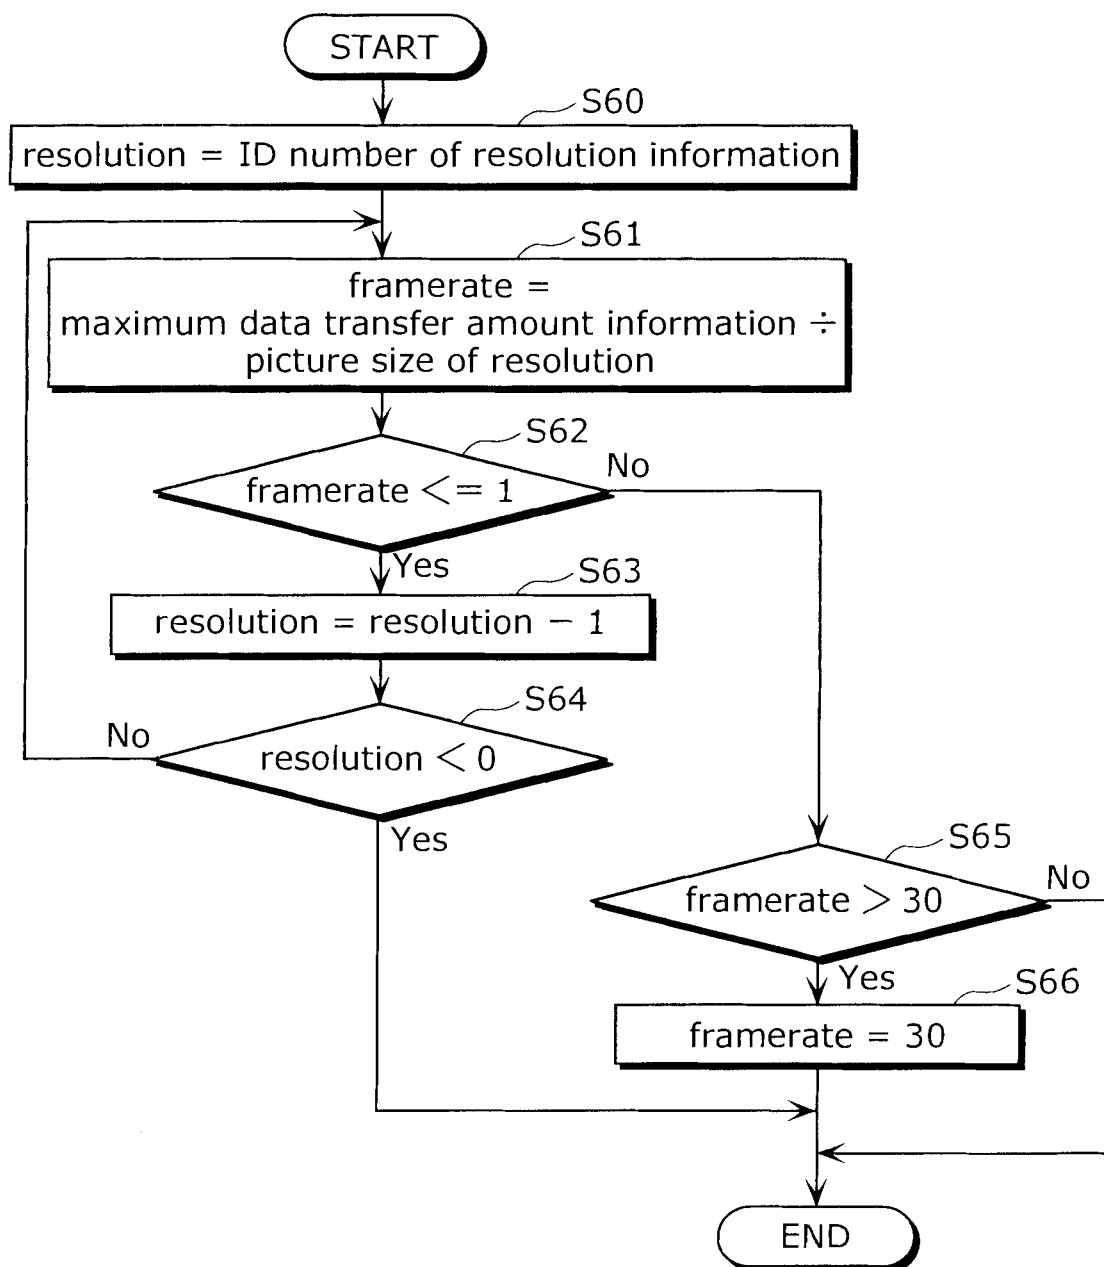 START
S60
resolution = ID number of resolution information
S61
framerate =
maximum data transfer amount information ÷
picture size of resolution
S62
framerate <= 1
No
Yes
S63
resolution = resolution − 1
S64
resolution < 0
No
Yes
S65
framerate > 30
No
Yes
S66
framerate = 30
END